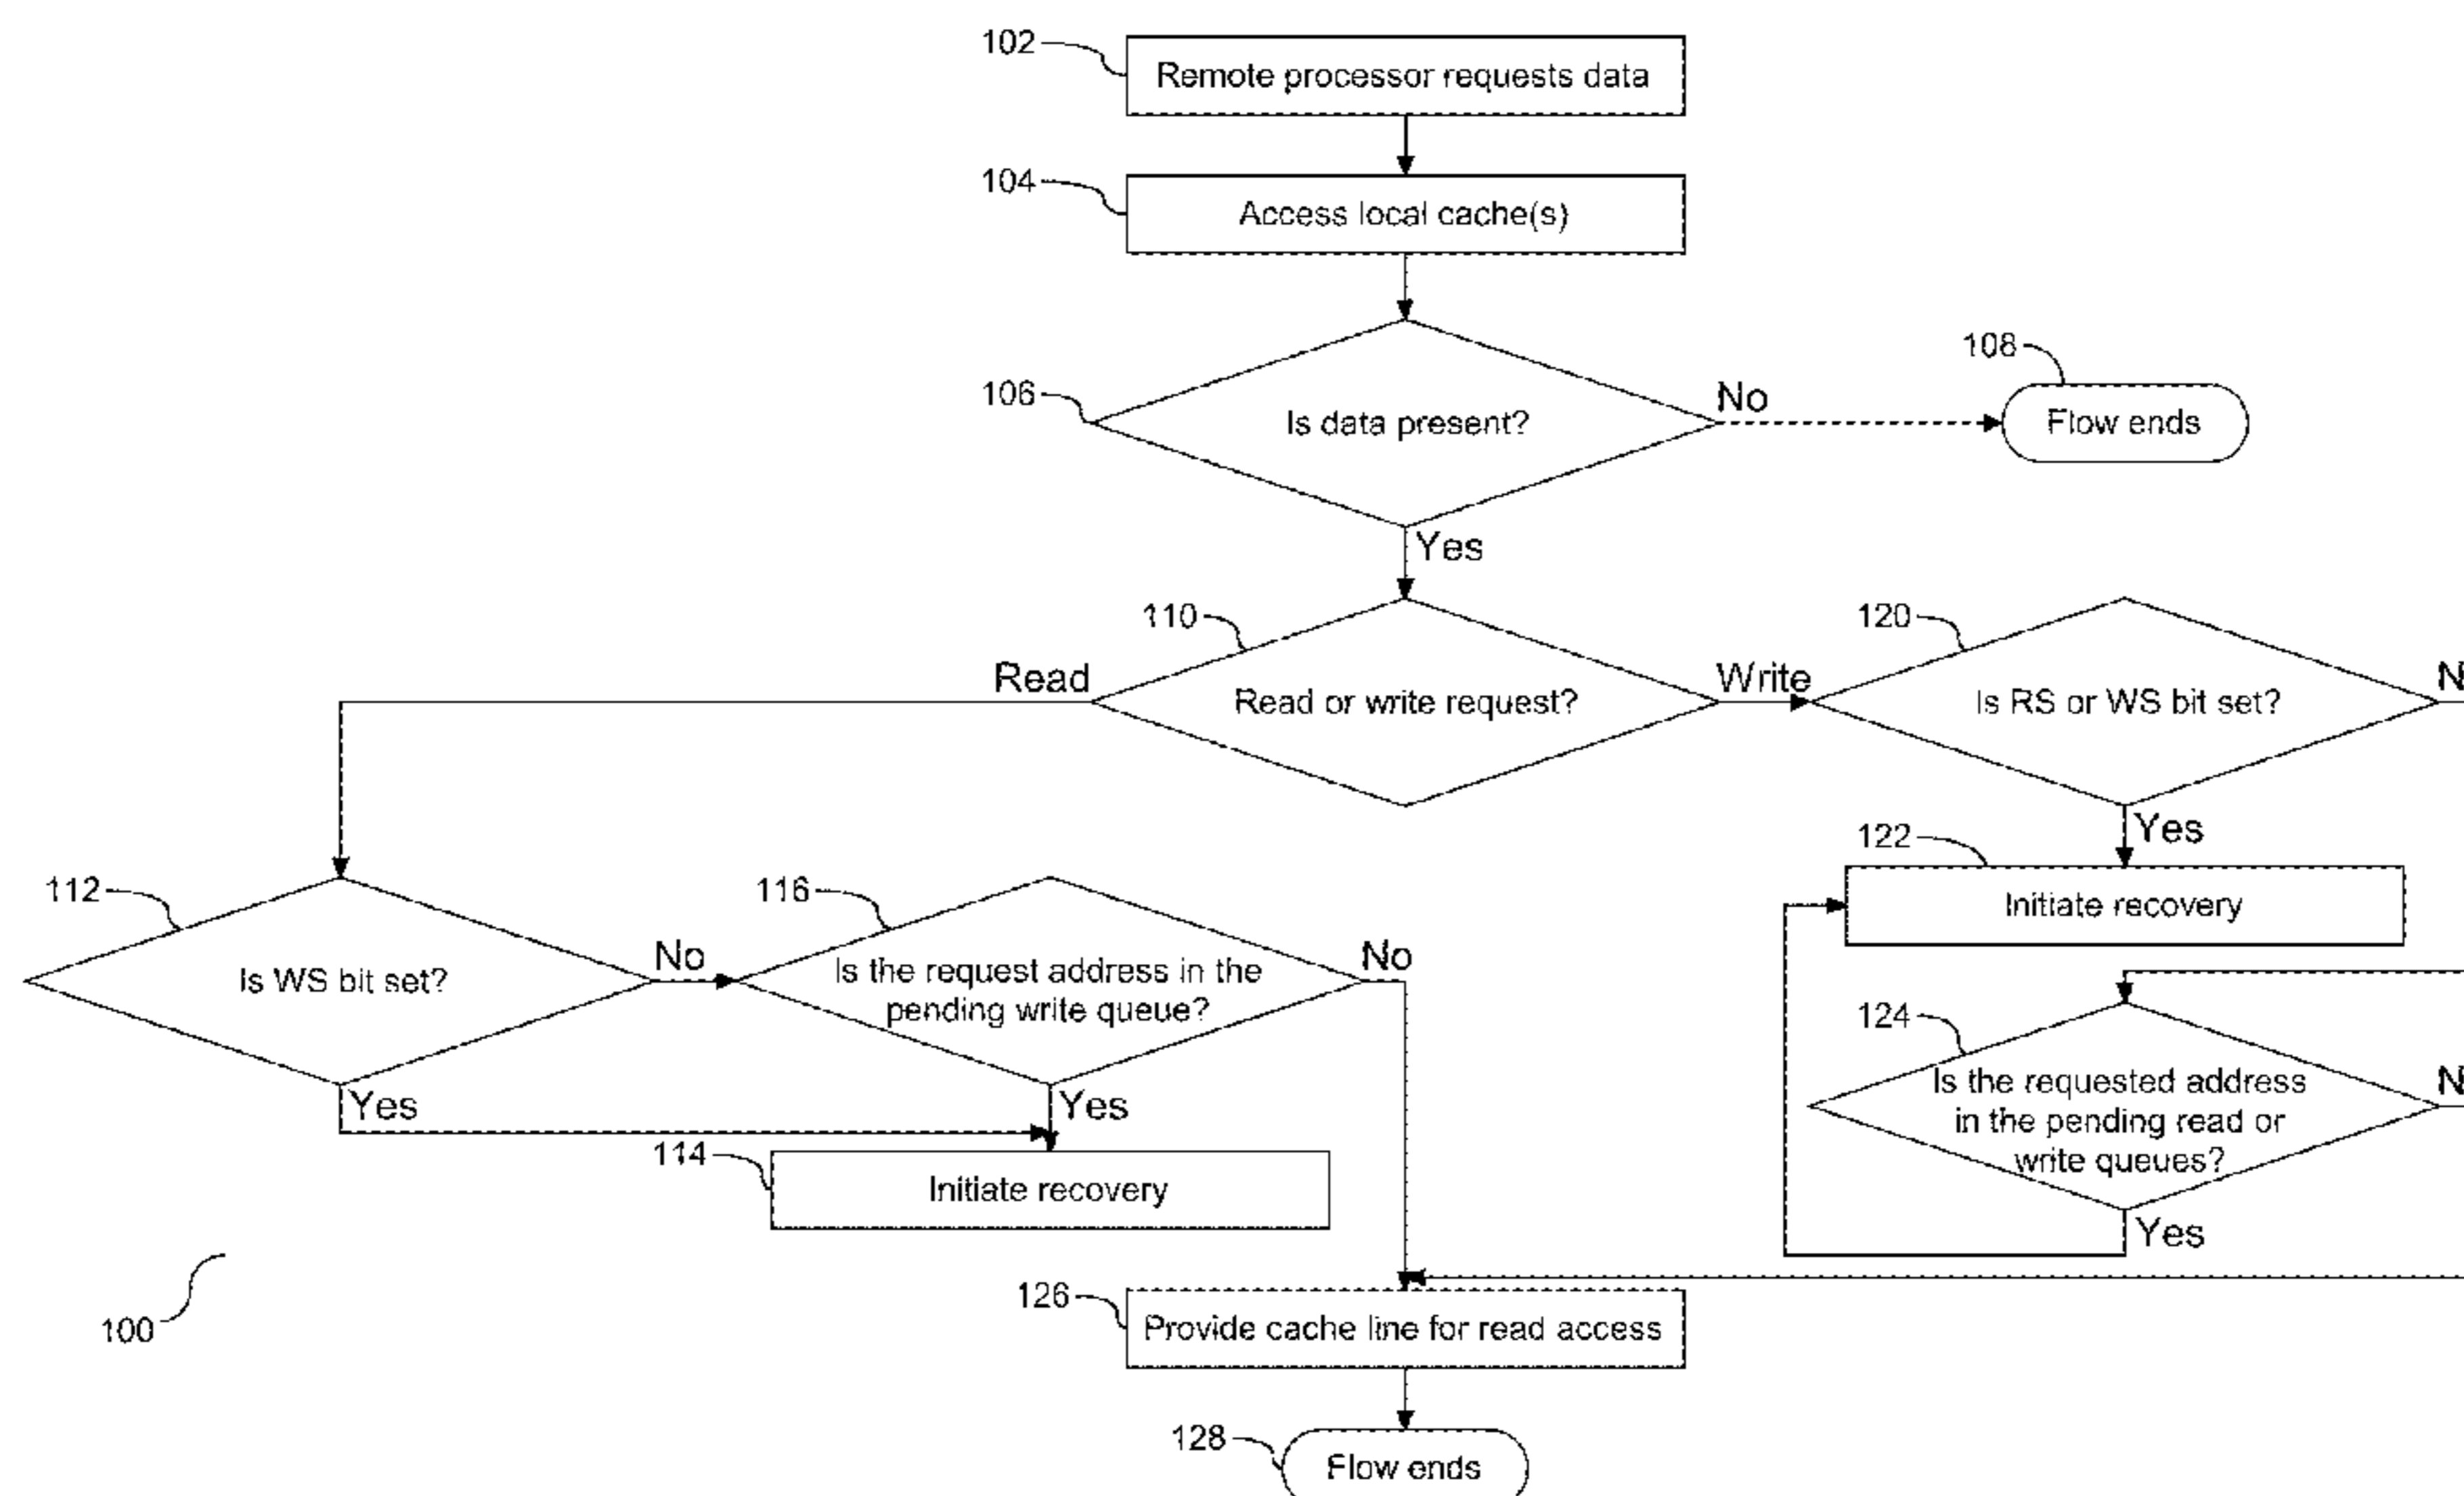 102
Remote processor requests data
104
Access local cache(s)
106
Is data present?
No
108
Flow ends
Yes
110
Read or write request?
Read
Write
120
Is RS or WS bit set?
Yes
122
Initiate recovery
112
Is WS bit set?
No
116
Is the request address in the
pending write queue?
No
124
Is the requested address
in the pending read or
write queues?
Yes
Yes
Yes
114
Initiate recovery
100
126
Provide cache line for read access
128
Flow ends